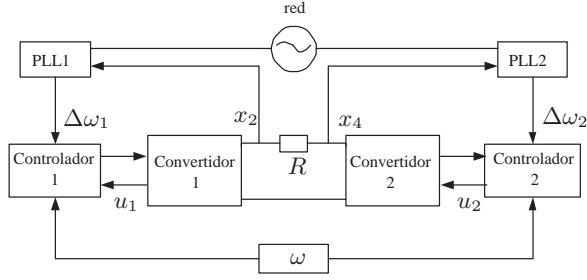 red
PLL1
PLL2
x2
x4
Δω1
Δω2
R
Controlador
1
Convertidor
1
Convertidor
2
Controlador
2
u1
u2
ω